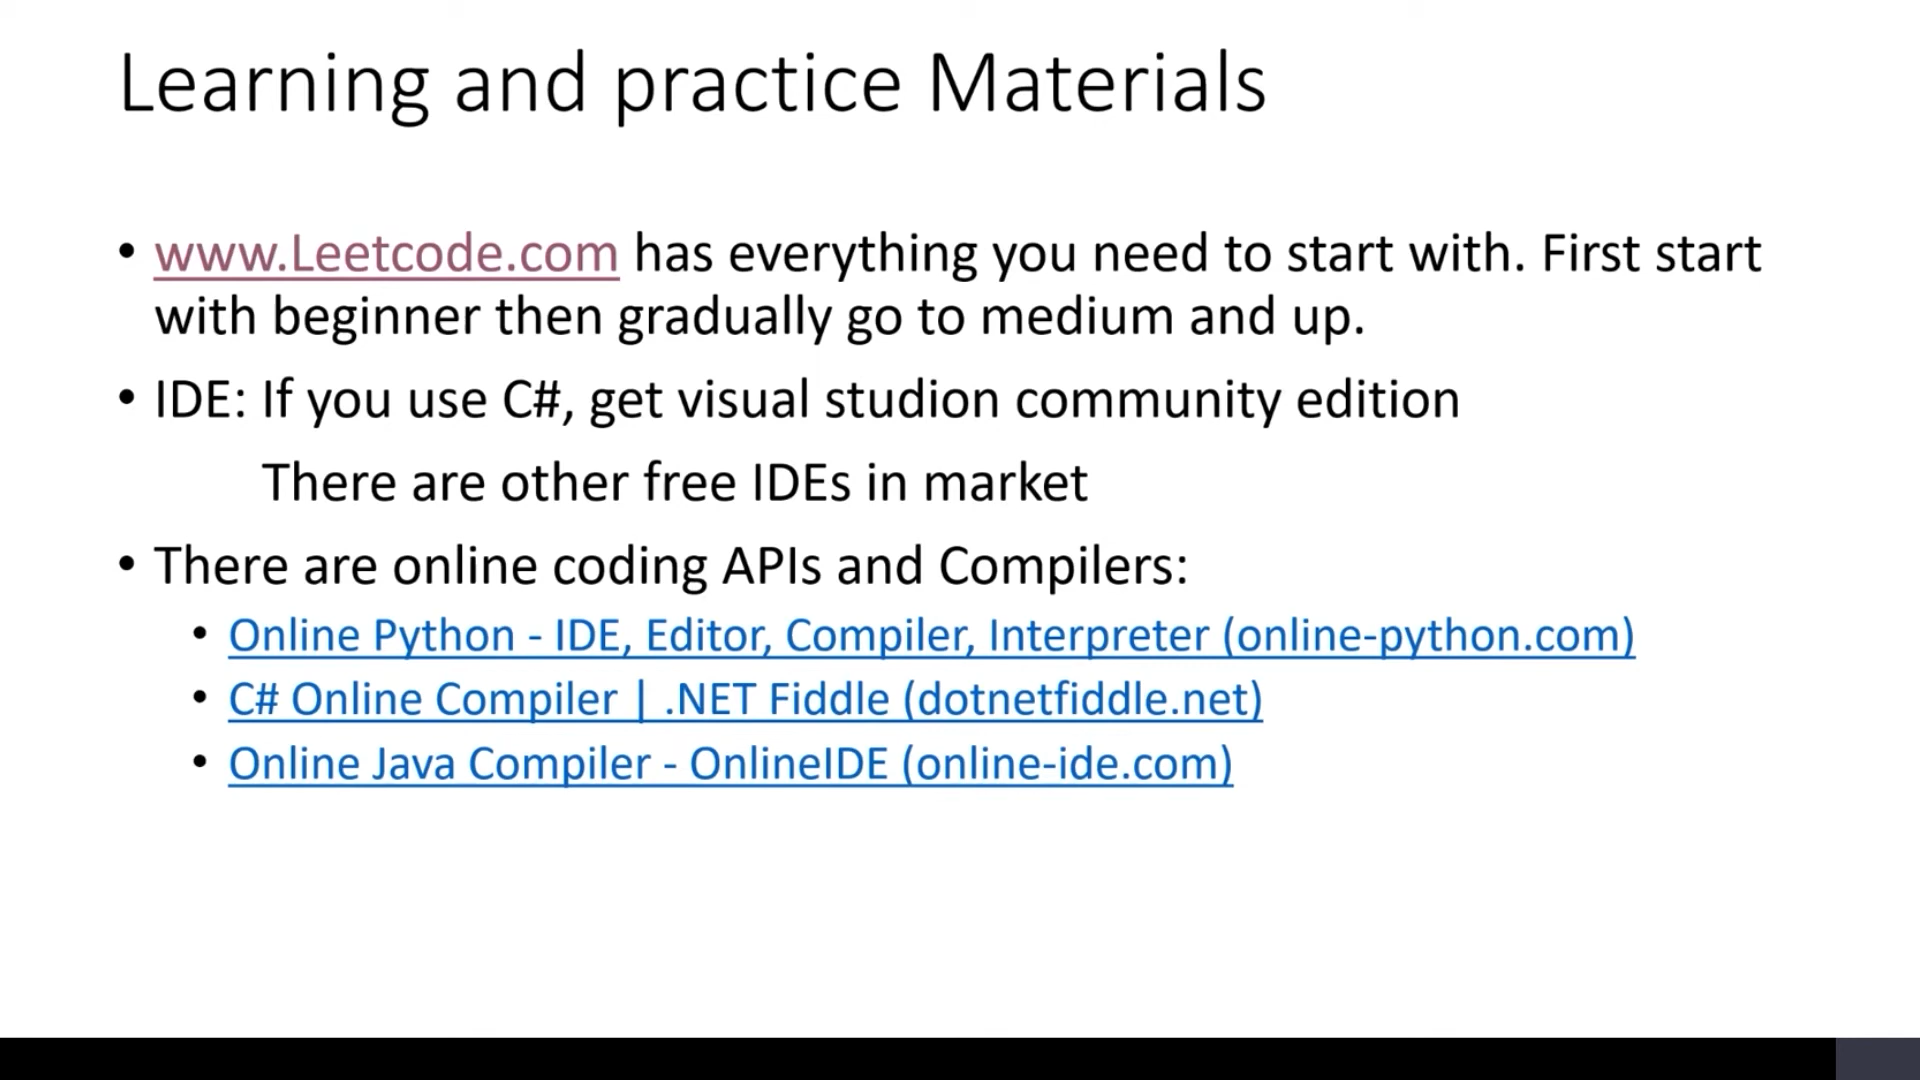 Learning and practice Materials
• www.Leetcode.com has everything you need to start with. First start
with beginner then gradually go to medium and up.
• IDE: If you use C#, get visual studion community edition
There are other free IDEs in market
• There are online coding APIs and Compilers:
• Online Python - IDE, Editor, Compiler, Interpreter (online-python.com)
• C# Online Compiler | .NET Fiddle (dotnetfiddle.net)
• Online Java Compiler - OnlineIDE (online-ide.com)